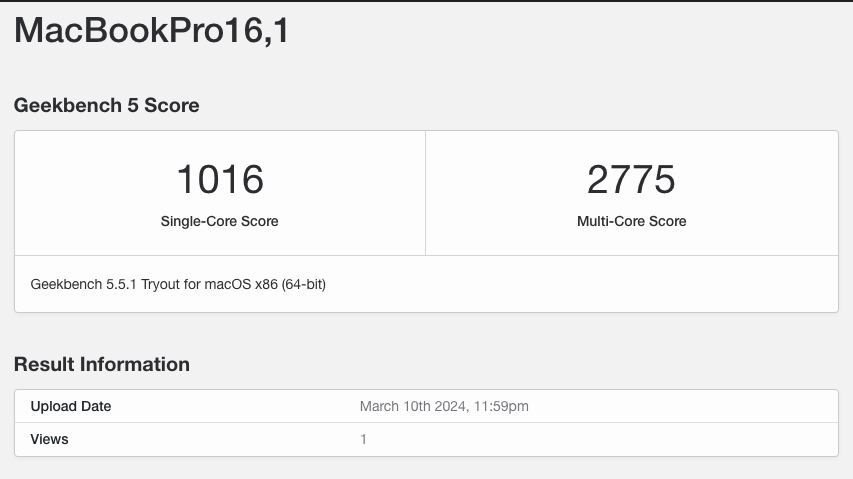 MacBookPro16,1
Geekbench 5 Score
1016
Single-Core Score
2775
Multi-Core Score
Geekbench 5.5.1 Tryout for macOS x86 (64-bit)
Result Information
Upload Date March 10th 2024, 11:59pm
Views 1